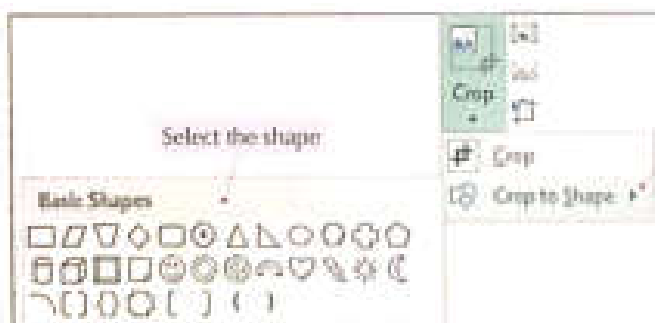 Crop
Select the shape
Crop
Basic Shapes
Crop to Shape